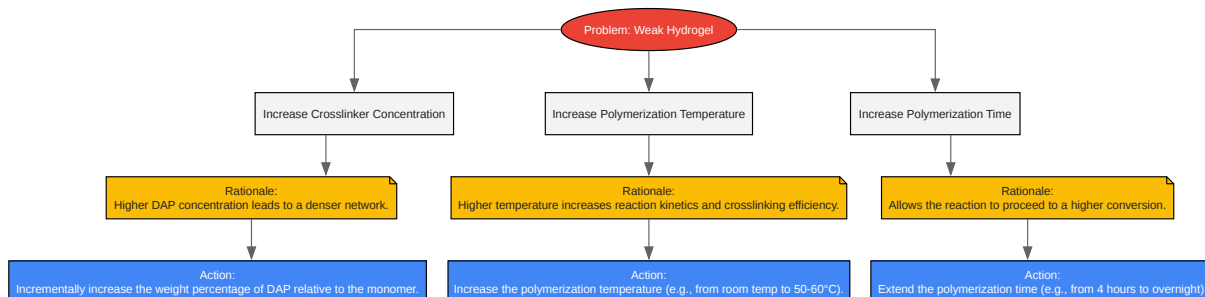 Problem: Weak Hydrogel
Increase Crosslinker Concentration
Increase Polymerization Temperature
Increase Polymerization Time
Rationale:
Higher DAP concentration leads to a denser network.
Rationale:
Higher temperature increases reaction kinetics and crosslinking efficiency.
Rationale:
Allows the reaction to proceed to a higher conversion.
Action:
Incrementally increase the weight percentage of DAP relative to the monomer.
Action:
Increase the polymerization temperature (e.g., from room temp to 50-60°C).
Action:
Extend the polymerization time (e.g., from 4 hours to overnight)